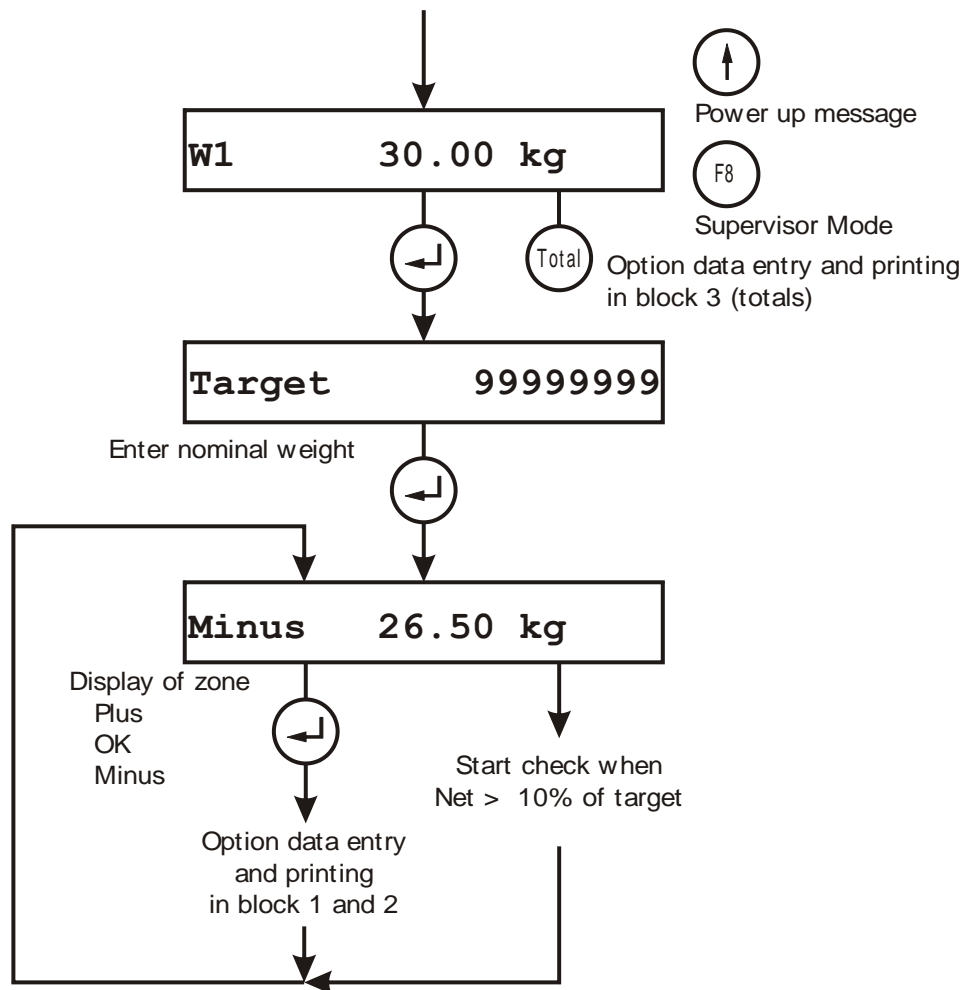 Power up message
W1 30.00 kg
F8
Supervisor Mode
Total
Option data entry and printing
in block 3 (totals)
Target 99999999
Enter nominal weight
Minus 26.50 kg
Display of zone
Plus
OK
Minus
Start check when
Net > 10% of target
Option data entry
and printing
in block 1 and 2